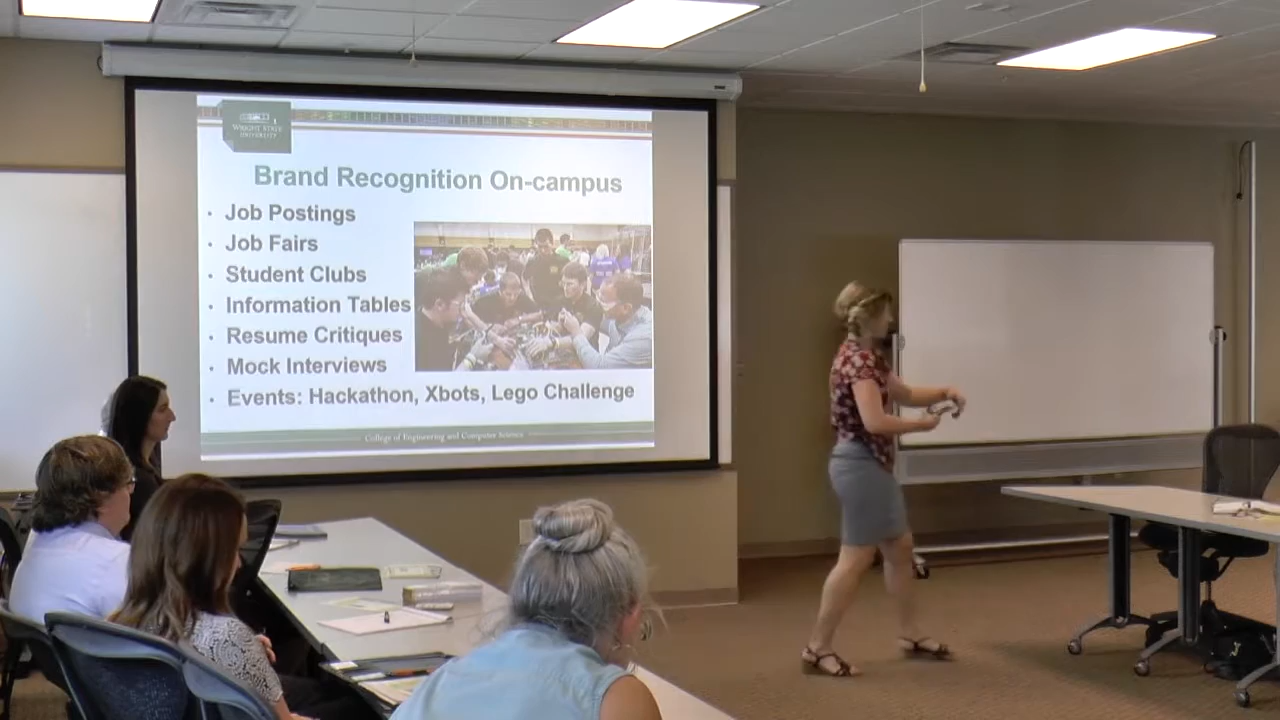 WRIGHT STATE
UNIVERSITY
Brand Recognition On-campus
• Job Postings
• Job Fairs
• Student Clubs
• Information Tables
• Resume Critiques
• Mock Interviews
• Events: Hackathon, Xbots, Lego Challenge
College of Engineering and Computer Science